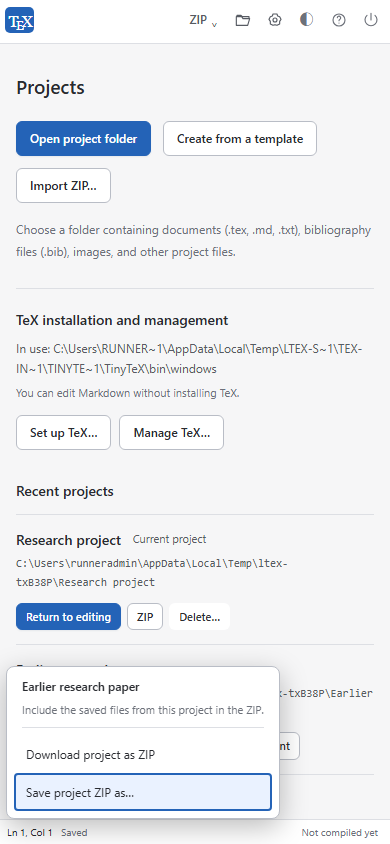 TEX
ZIP
Projects
Open project folder
Create from a template
Import ZIP...
Choose a folder containing documents (.tex, .md, .txt), bibliography
files (.bib), images, and other project files.
TeX installation and management
In use: C:\Users\RUNNER~1\AppData\Local\Temp\LTEX-S~1\TEX-
IN~1\TINYTE~1\TinyTeX\bin\windows
You can edit Markdown without installing TeX.
Set up TeX...
Manage TeX...
Recent projects
Research project Current project
C:\Users\runneradmin\AppData\Local\Temp\ltex-
txB38P\Research project
Return to editing
ZIP
Delete...
x-txB38P\Earlier
nt
Earlier research paper
Include the saved files from this project in the ZIP.
Download project as ZIP
Save project ZIP as...
Ln 1, Col 1 Saved
Not compiled yet